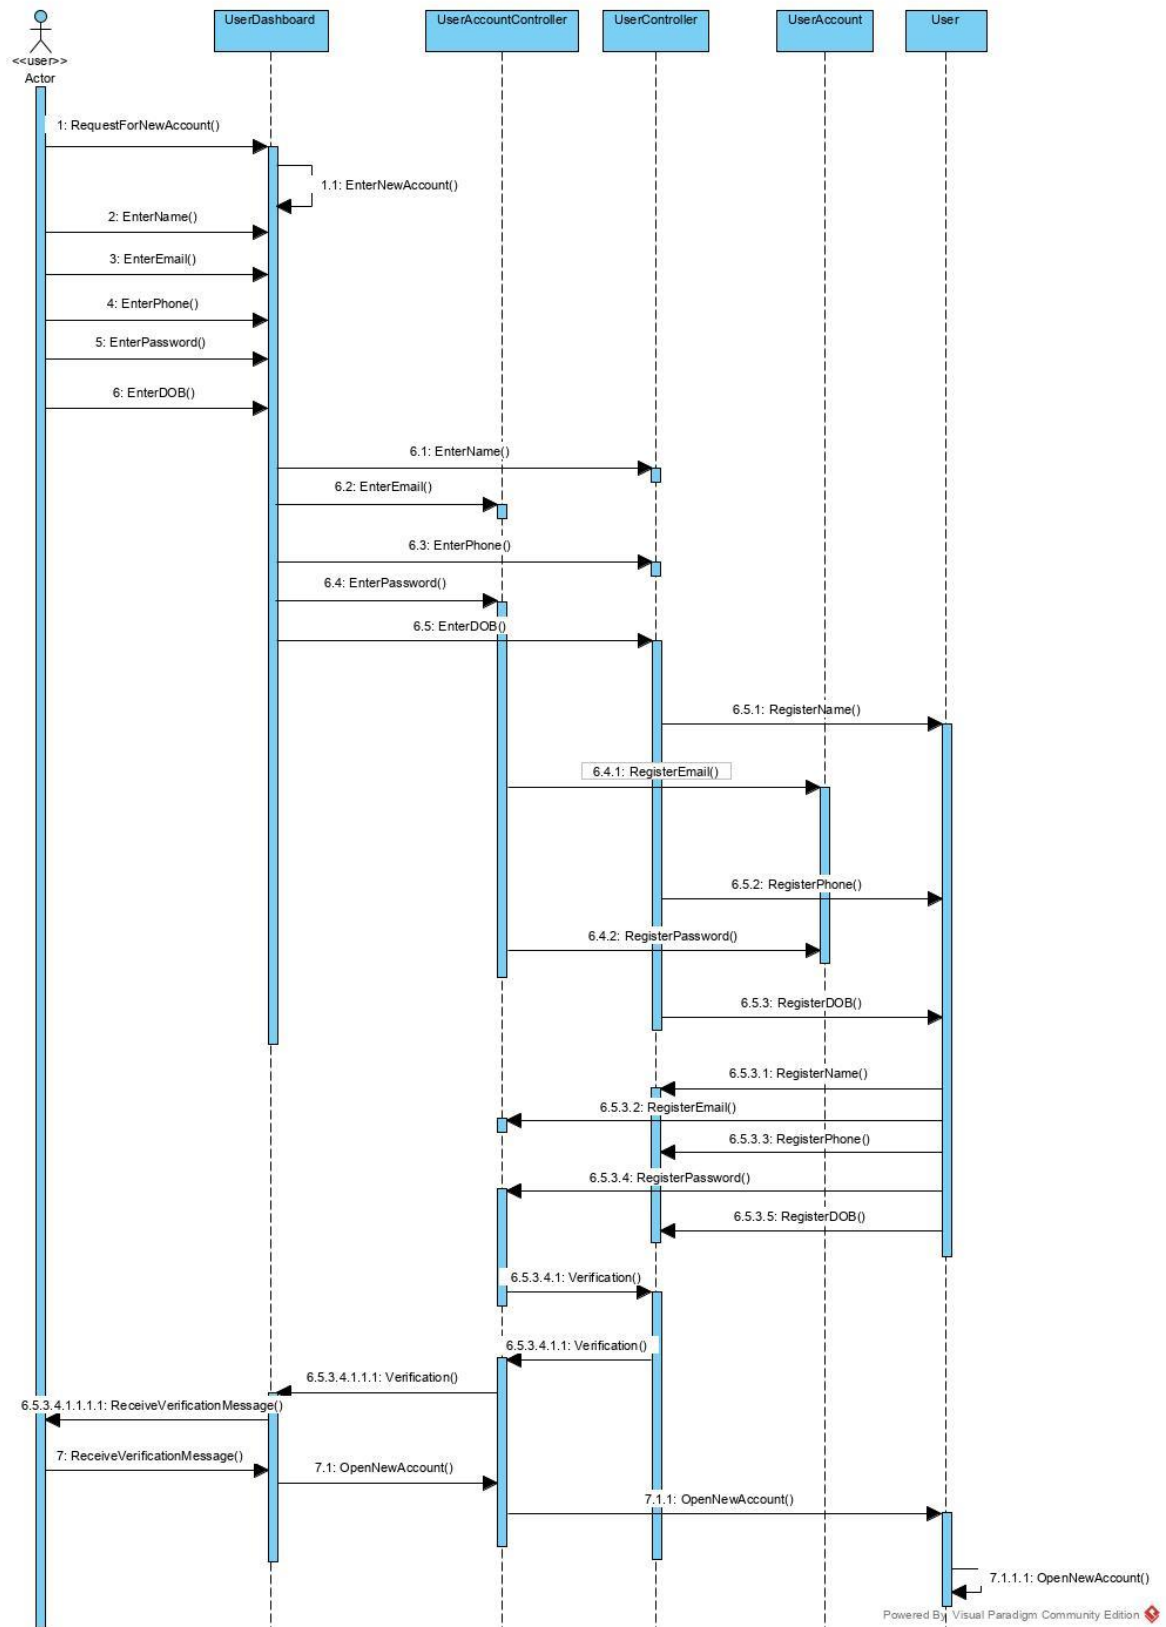 UserDashboard
UserAccountController
UserController
UserAccount
User
<<user>>
Actor
1: RequestForNewAccount()
1.1: EnterNewAccount()
2: EnterName()
3: EnterEmail()
4: EnterPhone()
5: EnterPassword()
6: EnterDOB()
6.1: EnterName()
6.2: EnterEmail()
6.3: EnterPhone()
6.4: EnterPassword()
6.5: EnterDOB()
6.5.1: RegisterName()
6.4.1: RegisterEmail()
6.5.2: RegisterPhone()
6.4.2: RegisterPassword()
6.5.3: RegisterDOB()
6.5.3.1: RegisterName()
6.5.3.2: RegisterEmail()
6.5.3.3: RegisterPhone()
6.5.3.4: RegisterPassword()
6.5.3.5: RegisterDOB()
6.5.3.4.1: Verification()
6.5.3.4.1.1: Verification()
6.5.3.4.1.1.1: Verification()
6.5.3.4.1.1.1.1: ReceiveVerificationMessage()
7: ReceiveVerificationMessage()
7.1: OpenNewAccount()
7.1.1: OpenNewAccount()
7.1.1.1: OpenNewAccount()
Powered By Visual Paradigm Community Edition